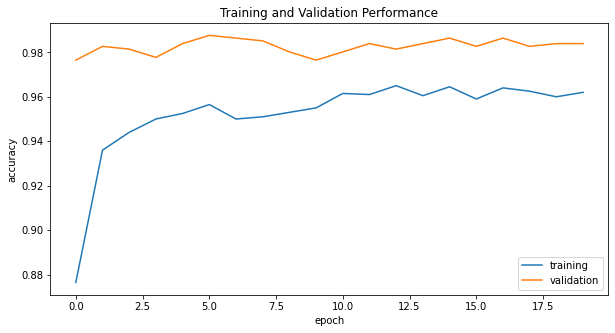 Training and Validation Performance
accuracy
0.98
0.96
0.94
0.92
0.90
0.88
0.0 2.5 5.0 7.5 10.0 12.5 15.0 17.5
epoch
training
validation